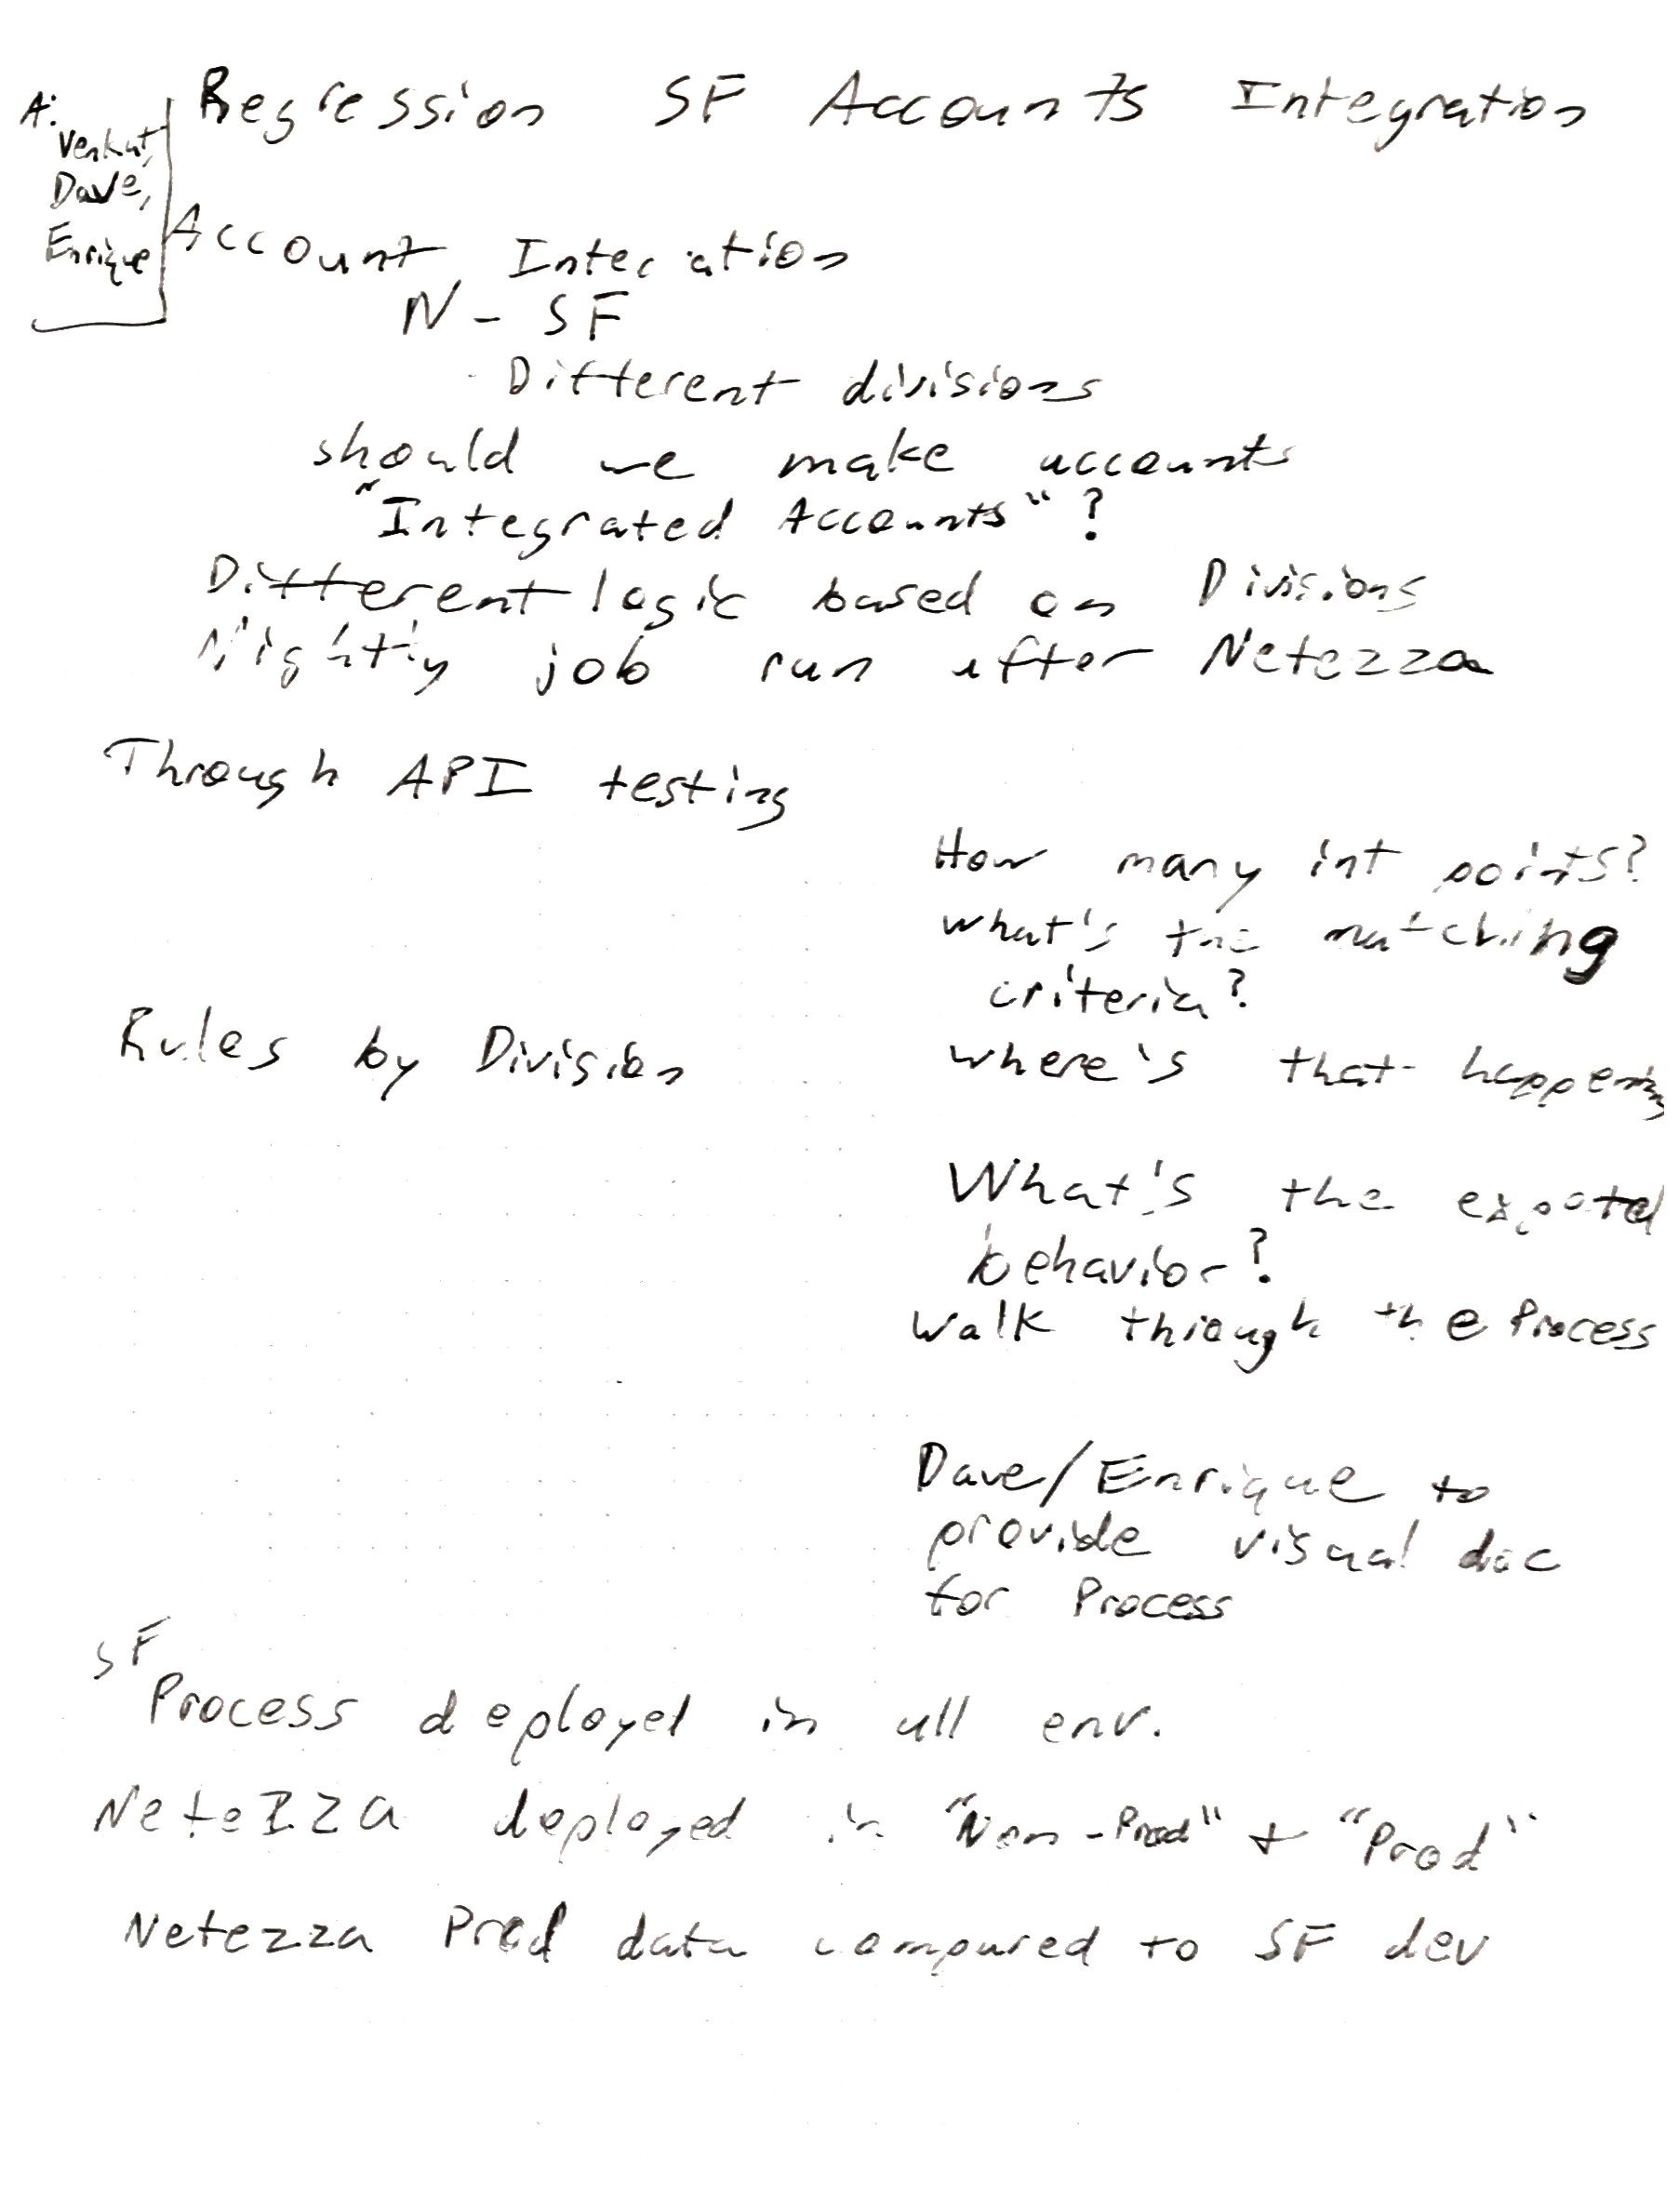 Regression SF Accounts Integration
A:
Venkat,
Dave,
Enrique
Account
N - SF
- Different divisions
should we make accounts
"Integrated Accounts"?
Different logic based on Divisions
Nightly job run after Netezza
Through API testing
How many int points?
what's the matching
criteria?
Rules by Division
where's that happening
What's the
behavior?
Walk through the Process
Dave/Enrique to
provide visual doc
for Process
SF
Process deployed in all env.
Netezza deployed in "Non-Prod" + "Prod"
Netezza Prod data compared to SF dev